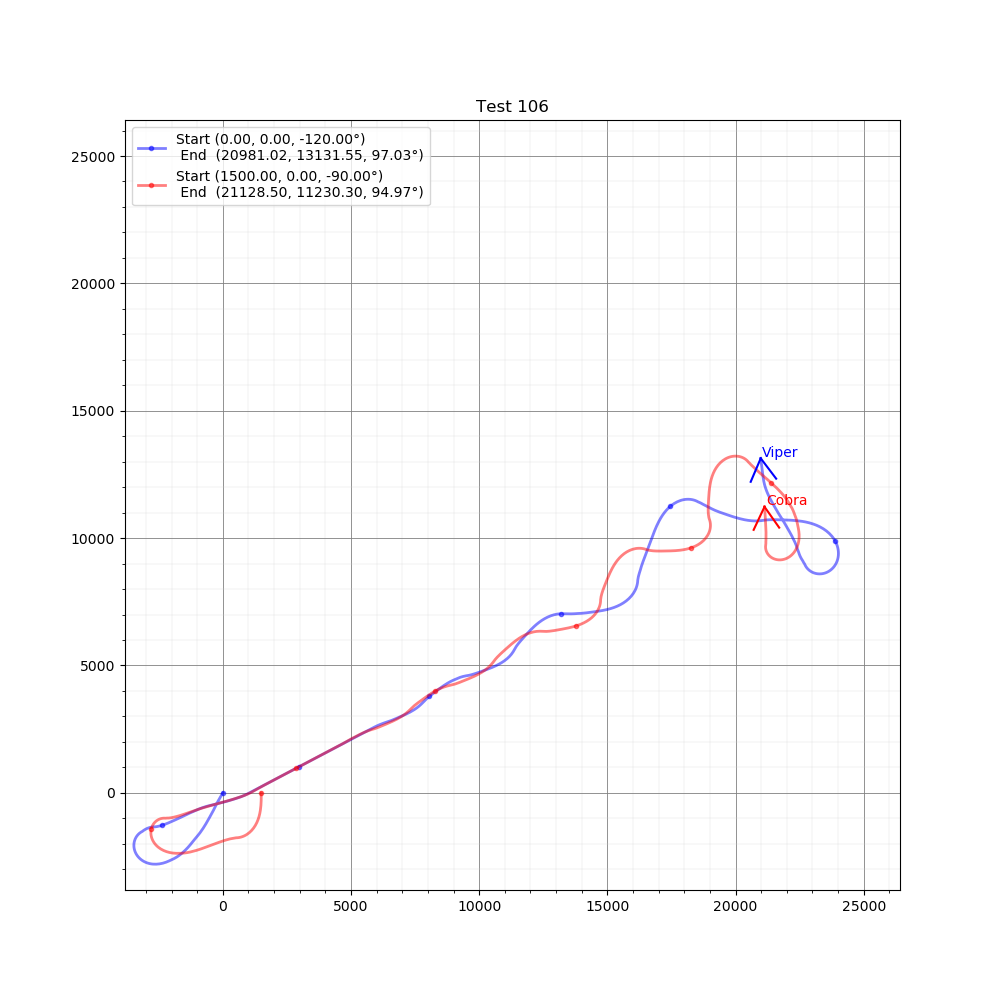 Test 106
Start (0.00, 0.00, -120.00°)
End  (20981.02, 13131.55, 97.03°)
Start (1500.00, 0.00, -90.00°)
End  (21128.50, 11230.30, 94.97°)
25000
20000
15000
10000
5000
0
Viper
Cobra
0
5000
10000
15000
20000
25000